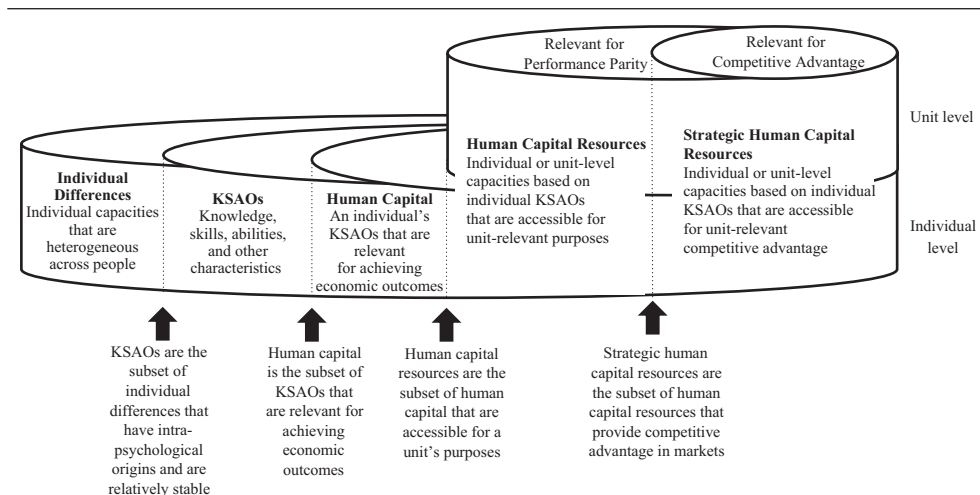 Relevant for
Performance Parity
Relevant for
Competitive Advantage
Unit level
Individual
level
Individual
Differences
Individual capacities
that are
heterogeneous
across people
KSAOs
Knowledge,
skills, abilities,
and other
characteristics
Human Capital
An individual's
KSAOs that are
relevant
for achieving
economic outcomes
Human Capital Resources
Individual or unit-level
capacities based on
individual KSAOs
that are accessible for
unit-relevant purposes
Strategic Human Capital
Resources
Individual or unit-level
capacities based on individual
KSAOs that are accessible
for unit-relevant
competitive advantage
KSAOs are the
subset of
individual
differences that
have intra-
psychological
origins and are
relatively stable
Human capital
is the subset of
KSAOs that
are relevant for
achieving
economic
outcomes
Human capital
resources are the
subset of human
capital that are
accessible for a
unit's purposes
Strategic human
capital resources are
the subset of human
capital resources that
provide competitive
advantage in markets